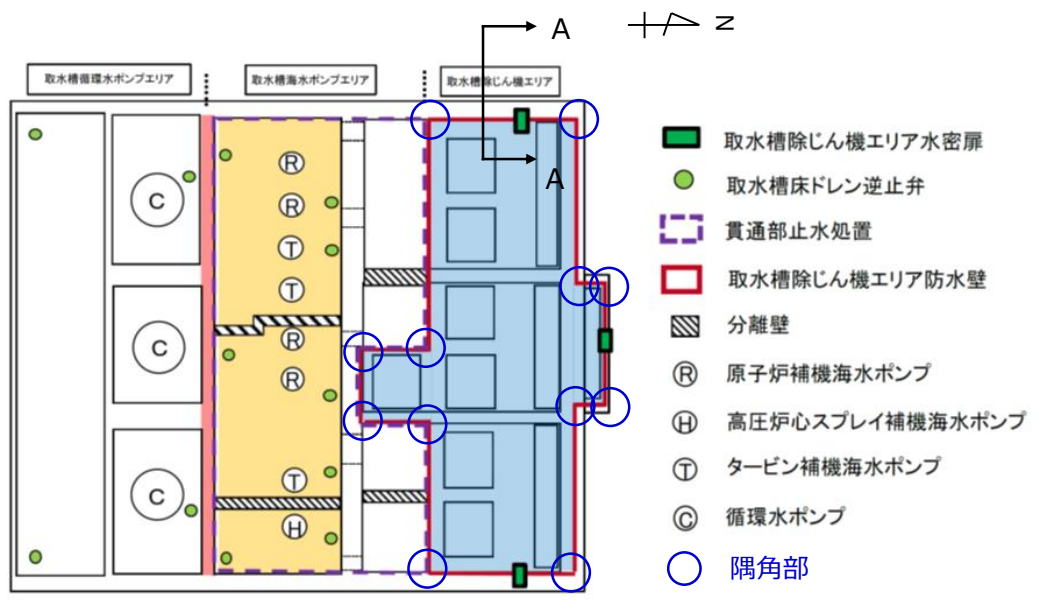 A
N
取水槽循環水ポンプエリア
取水槽海水ポンプエリア
取水槽除じん機エリア
A
R
R
T
T
R
R
T
H
C
C
C
取水槽除じん機エリア水密扉
取水槽床ドレン逆止弁
貫通部止水処置
取水槽除じん機エリア防水壁
分離壁
R 原子炉補機海水ポンプ
H 高圧炉心スプレイ補機海水ポンプ
T タービン補機海水ポンプ
C 循環水ポンプ
隅角部